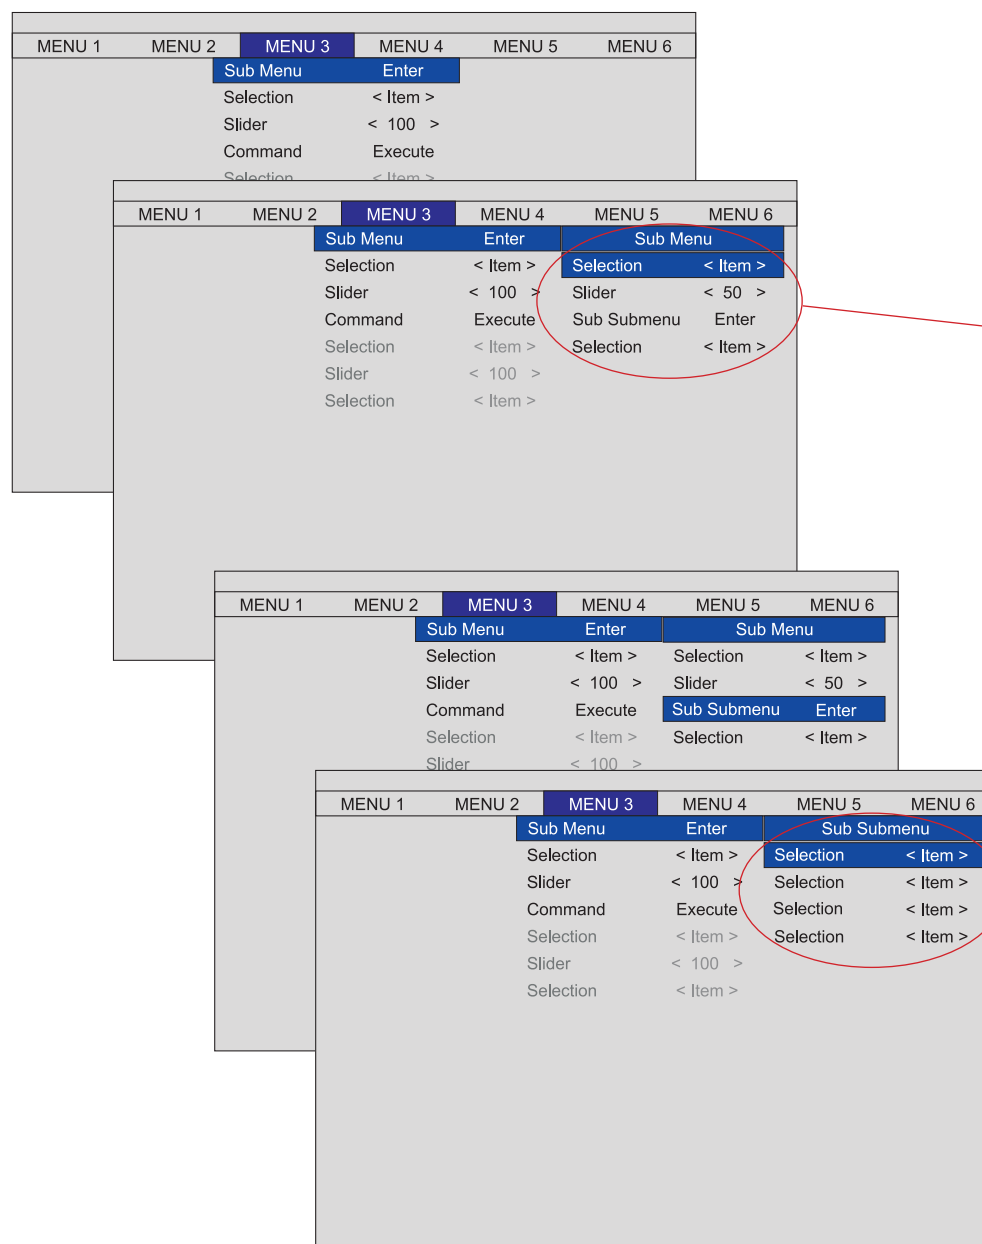 MENU 1 MENU 2 MENU 3 MENU 4 MENU 5 MENU 6
Sub Menu Enter
Selection < Item >
Slider < 100 >
Command Execute
Selection < Item >
MENU 1 MENU 2 MENU 3 MENU 4 MENU 5 MENU 6
Sub Menu Enter Sub Menu
Selection < Item > Selection < Item >
Slider < 100 > Slider < 50 >
Command Execute Sub Submenu Enter
Selection < Item > Selection < Item >
Slider < 100 >
Selection < Item >
MENU 1 MENU 2 MENU 3 MENU 4 MENU 5 MENU 6
Sub Menu Enter Sub Menu
Selection < Item > Selection < Item >
Slider < 100 > Slider < 50 >
Command Execute Sub Submenu Enter
Selection < Item > Selection < Item >
Slider < 100 >
MENU 1 MENU 2 MENU 3 MENU 4 MENU 5 MENU 6
Sub Menu Enter Sub Submenu
Selection < Item > Selection < Item >
Slider < 100 > Selection < Item >
Command Execute Selection < Item >
Selection < Item > Selection < Item >
Slider < 100 >
Selection < Item >